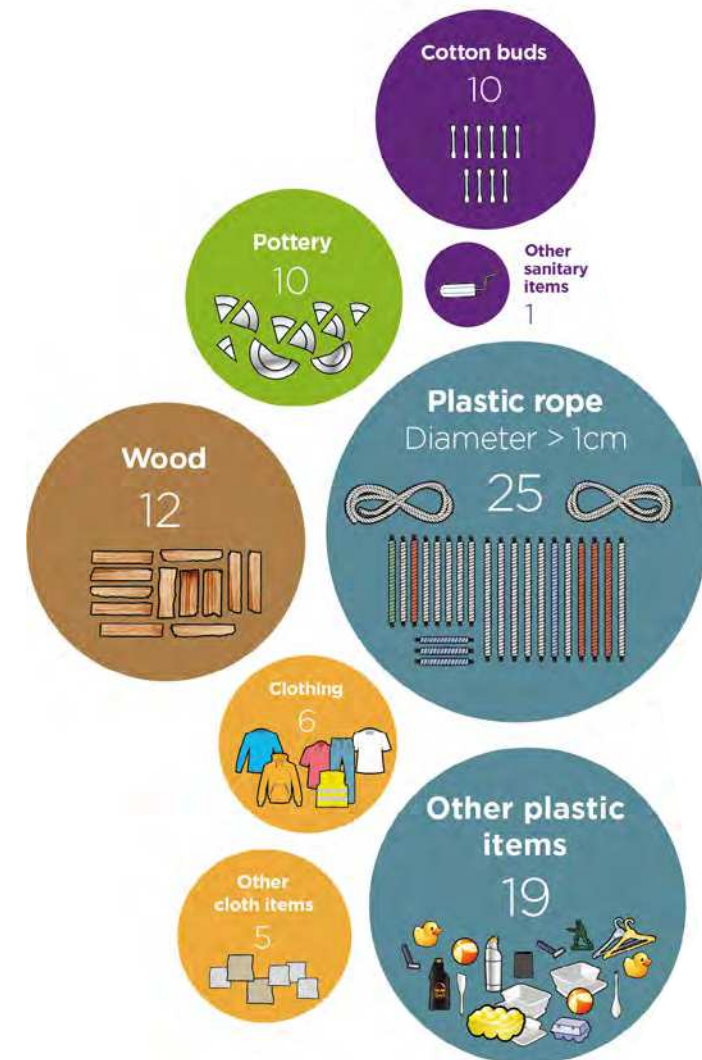 Cotton buds
10
Pottery
10
Other
sanitary
items
1
Plastic rope
Diameter > 1cm
25
Wood
12
Clothing
6
Other plastic
items
19
Other
cloth items
5